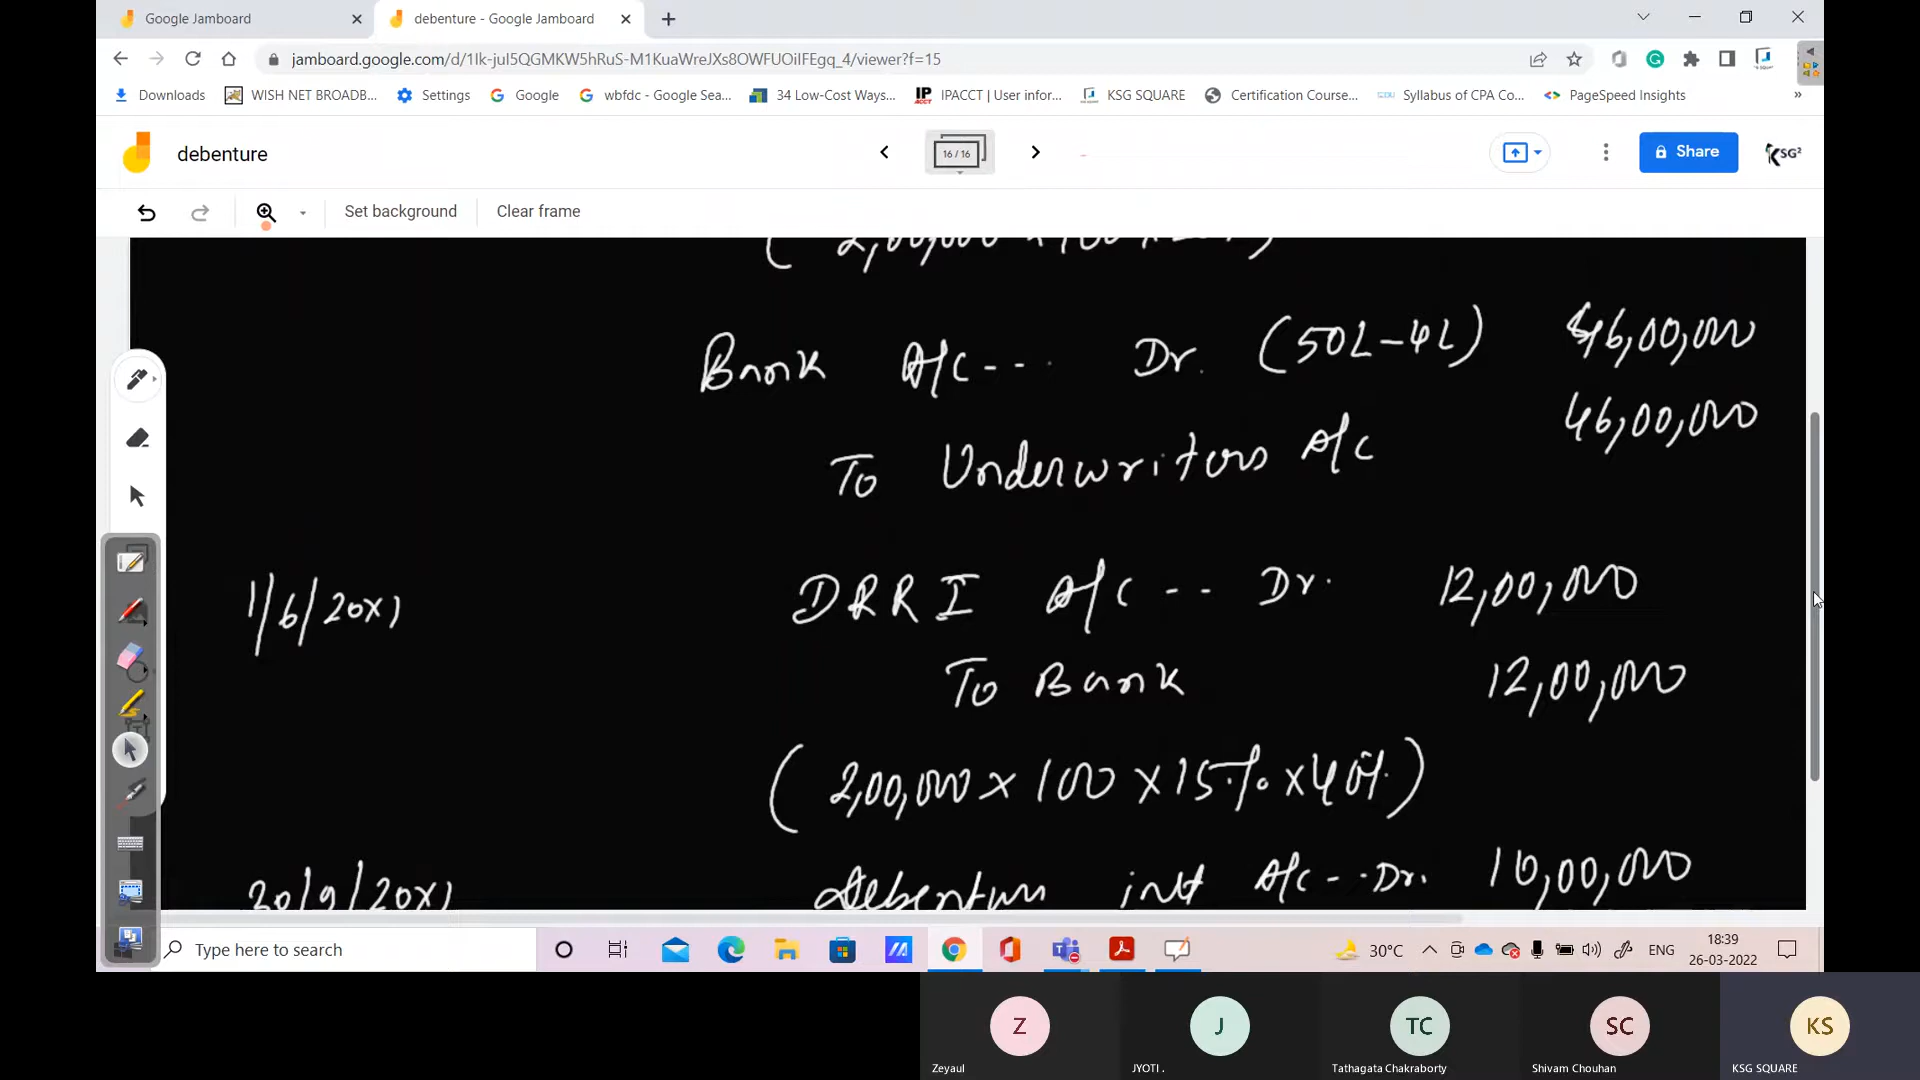 Google Jamboard
debenture - Google Jamboard
jamboard.google.com/d/1Ik-juI5QGMKW5hRuS-M1KuaWreJXs8OWFUOiIFEgq_4/viewer?f=15
Downloads
WISH NET BROADB...
Settings
Google
wbfdc - Google Sea...
34 Low-Cost Ways...
IPACCT | User infor...
KSG SQUARE
Certification Course...
Syllabus of CPA Co...
PageSpeed Insights
debenture
16 / 16
Share
KSG²
Set background
Clear frame
Bank A/C --- Dr. (50L-4L) 46,00,000
To Underwriters A/C 46,00,000
1/6/20x1 DRRI A/C -- Dr. 12,00,000
To Bank 12,00,000
(2,00,000 x 100 x 15% x 40%)
30/9/20x1 Debenture int A/C --Dr. 10,00,000
Type here to search
30°C
ENG
18:39
26-03-2022
Z
J
TC
SC
KS
Zeyaul
JYOTI .
Tathagata Chakraborty
Shivam Chouhan
KSG SQUARE